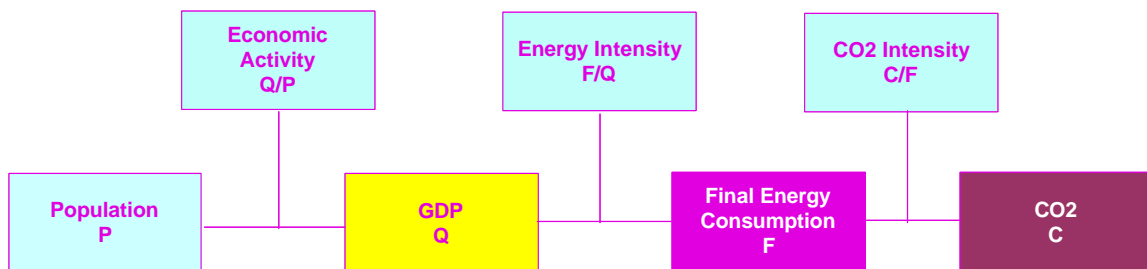 Economic
Activity
Q/P
Energy Intensity
F/Q
CO2 Intensity
C/F
Population
P
GDP
Q
Final Energy
Consumption
F
CO2
C